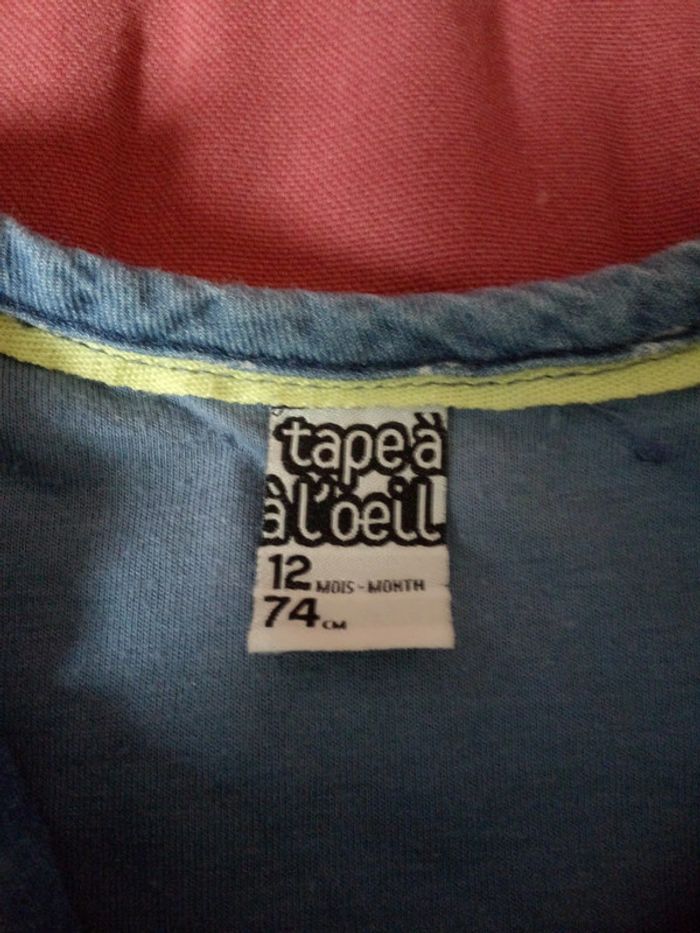 tape à
à l'oeil
12 MOIS - MONTH
74 CM